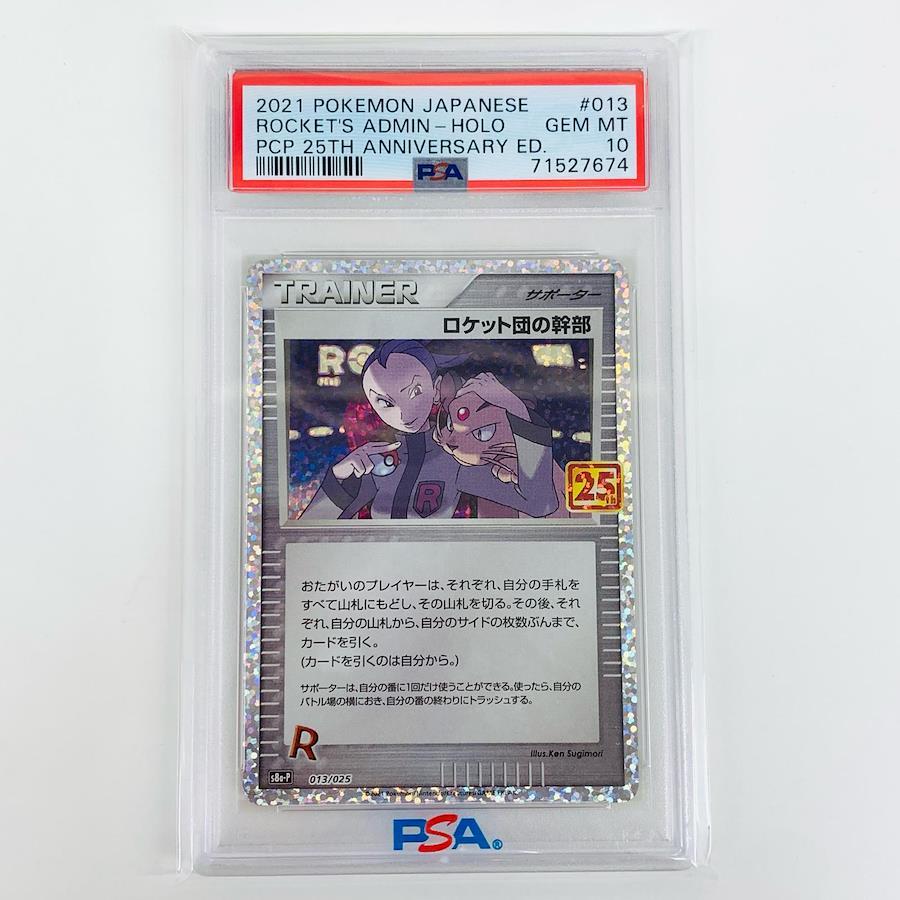 2021 POKEMON JAPANESE #013
ROCKET'S ADMIN-HOLO GEM MT
PCP 25TH ANNIVERSARY ED. 10
71527674
PSA
TRAINER
サポーター
ロケット団の幹部
R
25th
おたがいのプレイヤーは、それぞれ、自分の手札を
すべて山札にもどし、その山札を切る。その後、それ
ぞれ、自分の山札から、自分のサイドの枚数ぶんまで、
カードを引く。
(カードを引くのは自分から。)
サポーターは、自分の番に1回だけ使うことができる。使ったら、自分の
バトル場の横におき、自分の番の終わりにトラッシュする。
R
Illus.Ken Sugimori
s8a-P 013/025
PSA®